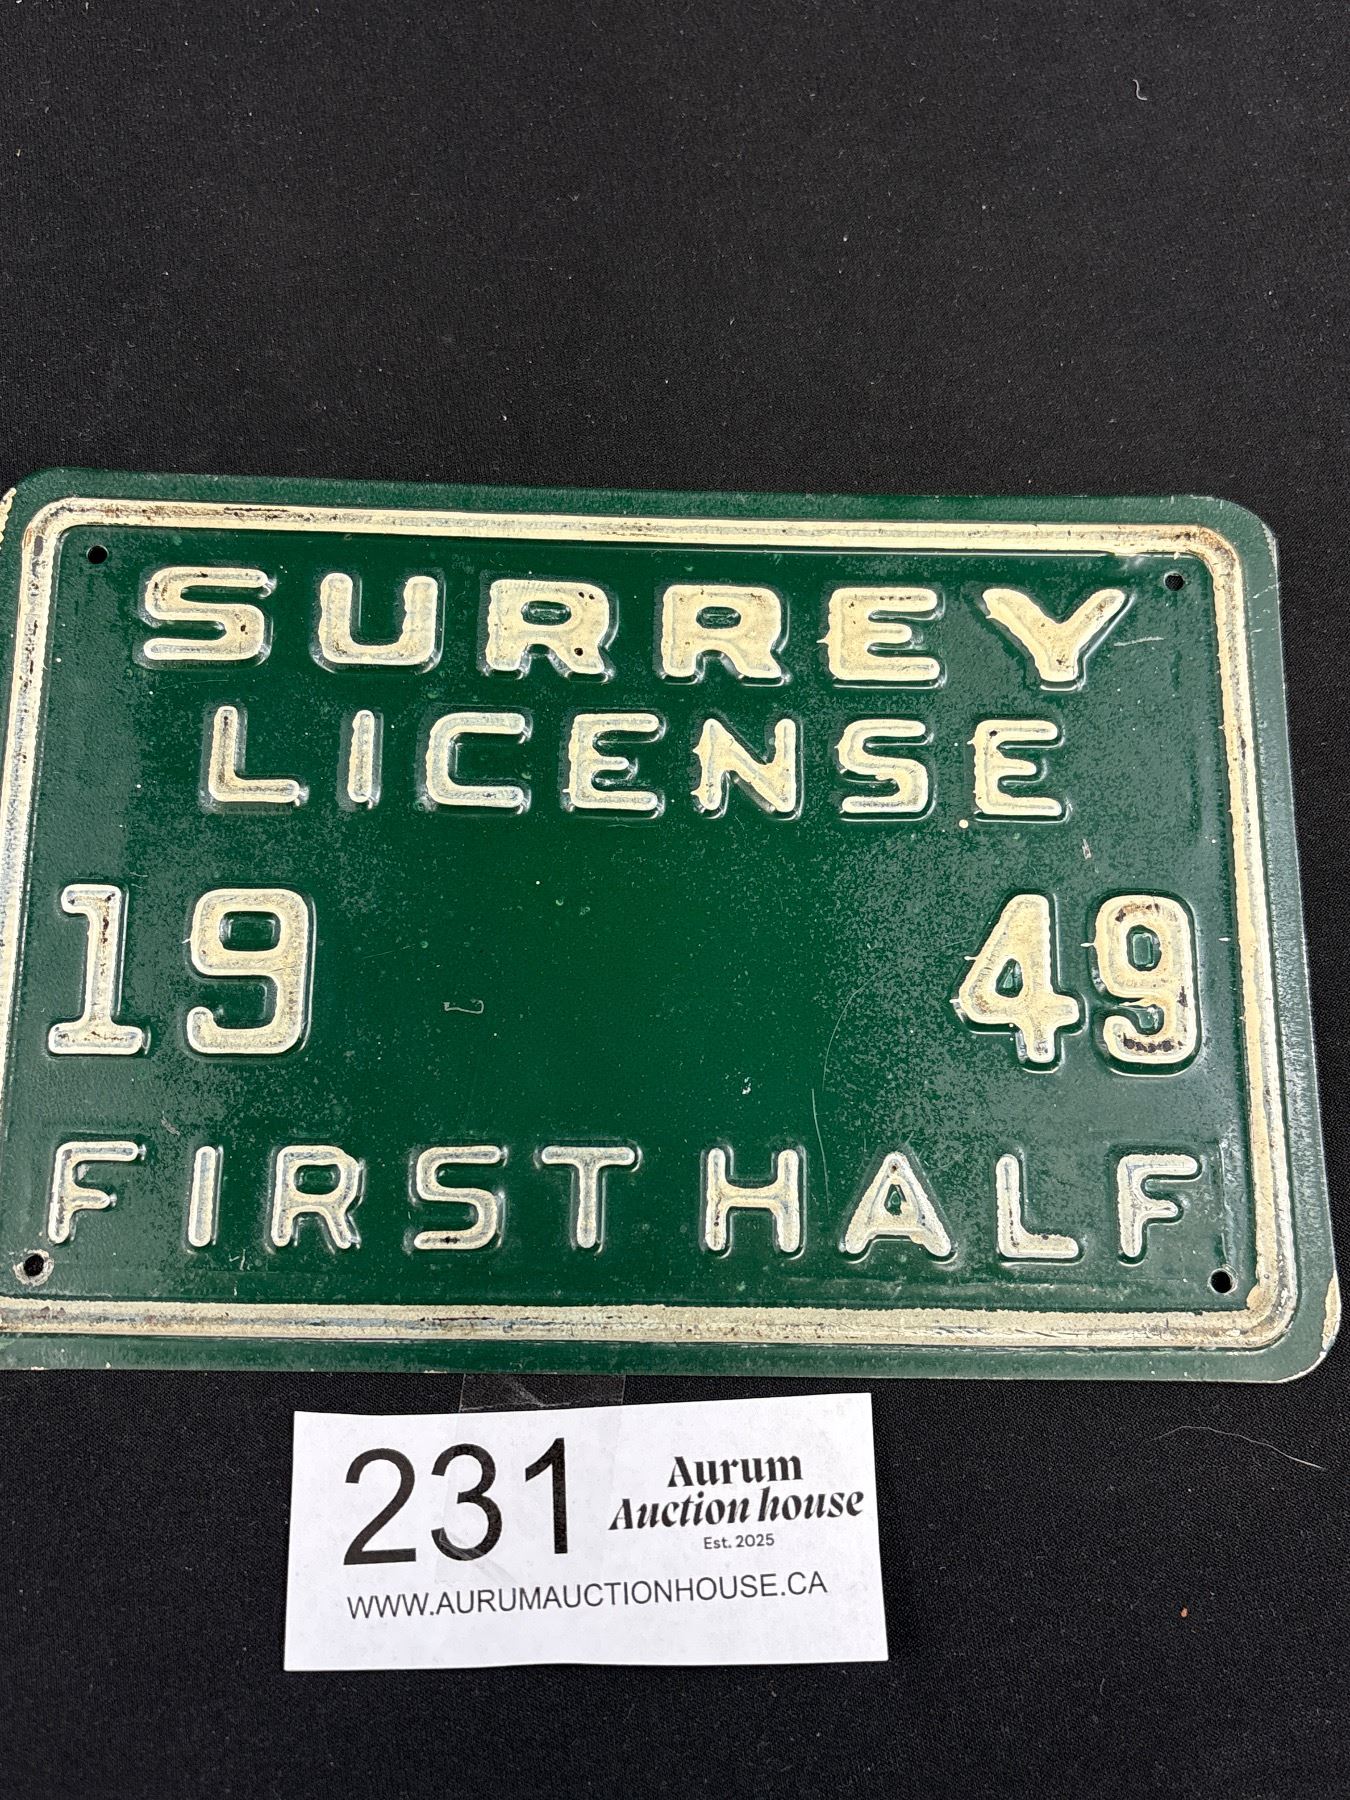 SURREY
LICENSE
19 49
FIRST HALF
231
Aurum
Auction house
Est. 2025
WWW.AURUMAUCTIONHOUSE.CA